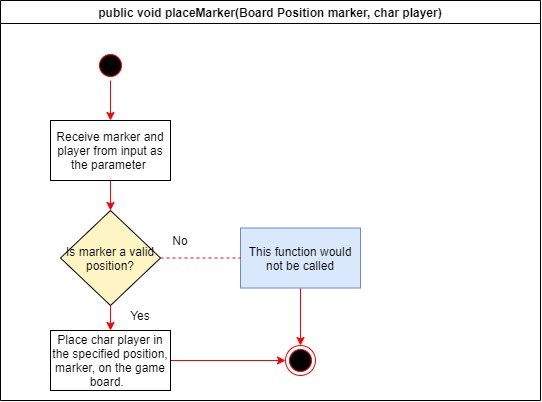 public void placeMarker(Board Position marker, char player)
Receive marker and
player from input as
the parameter
Is marker a valid
position?
No
This function would
not be called
Yes
Place char player in
the specified position,
marker, on the game
board.